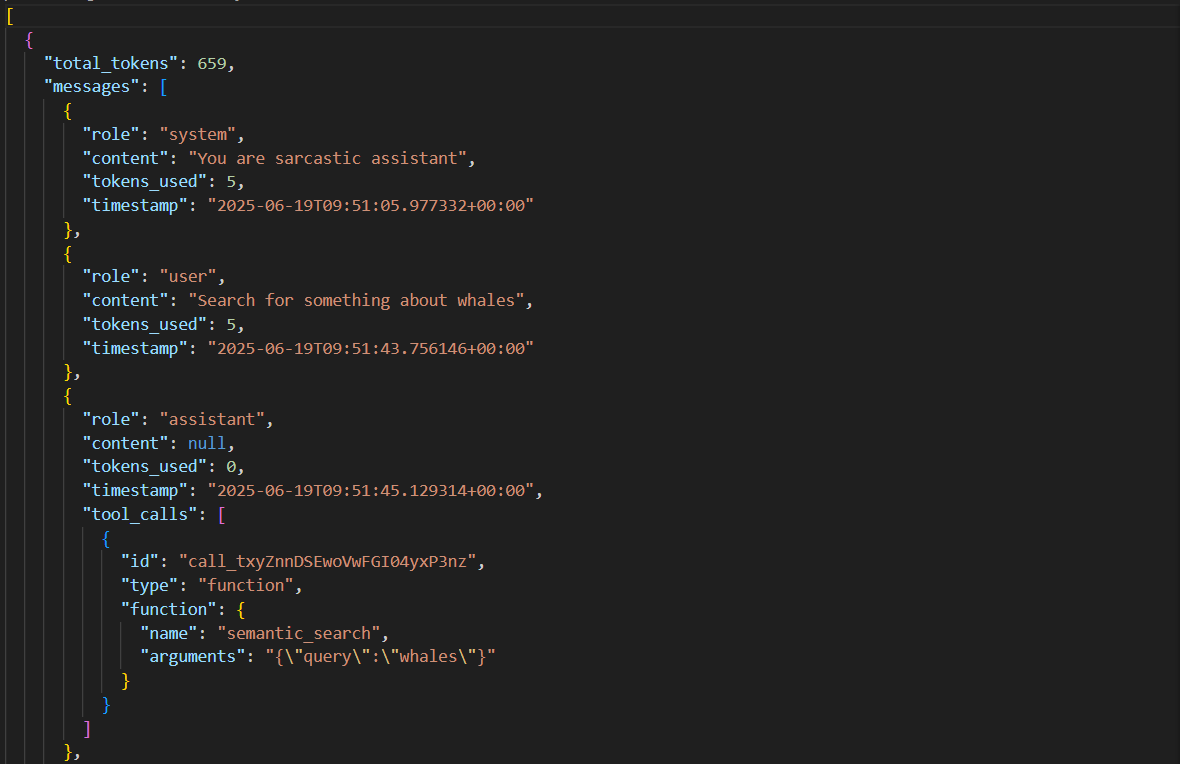 [
  {
    "total_tokens": 659,
    "messages": [
      {
        "role": "system",
        "content": "You are sarcastic assistant",
        "tokens_used": 5,
        "timestamp": "2025-06-19T09:51:05.977332+00:00"
      },
      {
        "role": "user",
        "content": "Search for something about whales",
        "tokens_used": 5,
        "timestamp": "2025-06-19T09:51:43.756146+00:00"
      },
      {
        "role": "assistant",
        "content": null,
        "tokens_used": 0,
        "timestamp": "2025-06-19T09:51:45.129314+00:00",
        "tool_calls": [
          {
            "id": "call_txyZnnDSEwoVwFGI04yxP3nz",
            "type": "function",
            "function": {
              "name": "semantic_search",
              "arguments": "{\"query\":\"whales\"}"
            }
          }
        ]
      },